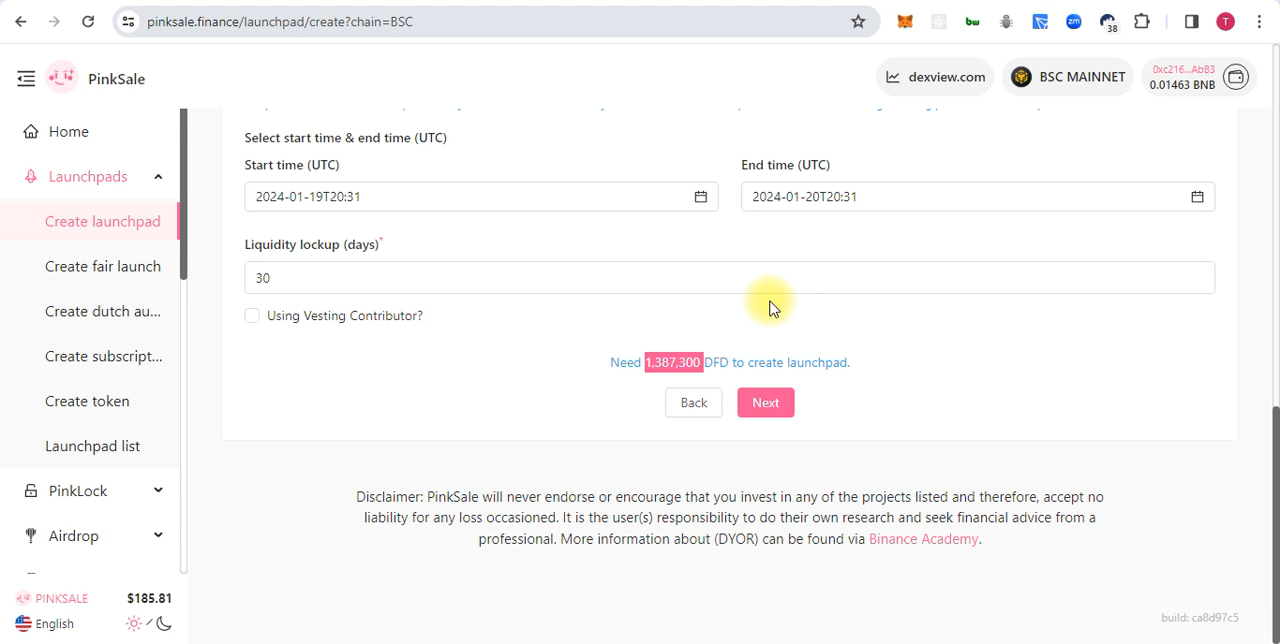 pinksale.finance/launchpad/create?chain=BSC
bw
zm
38
T
PinkSale
dexview.com
BSC MAINNET
0xc216...AbB3
0.01463 BNB
Home
Launchpads
Create launchpad
Create fair launch
Create dutch au...
Create subscript...
Create token
Launchpad list
PinkLock
Airdrop
PINKSALE $185.81
English
Select start time & end time (UTC)
Start time (UTC) End time (UTC)
2024-01-19T20:31 2024-01-20T20:31
Liquidity lockup (days)*
30
Using Vesting Contributor?
Need 1,387,300 DFD to create launchpad.
Back Next
Disclaimer: PinkSale will never endorse or encourage that you invest in any of the projects listed and therefore, accept no
liability for any loss occasioned. It is the user(s) responsibility to do their own research and seek financial advice from a
professional. More information about (DYOR) can be found via Binance Academy.
build: ca8d97c5